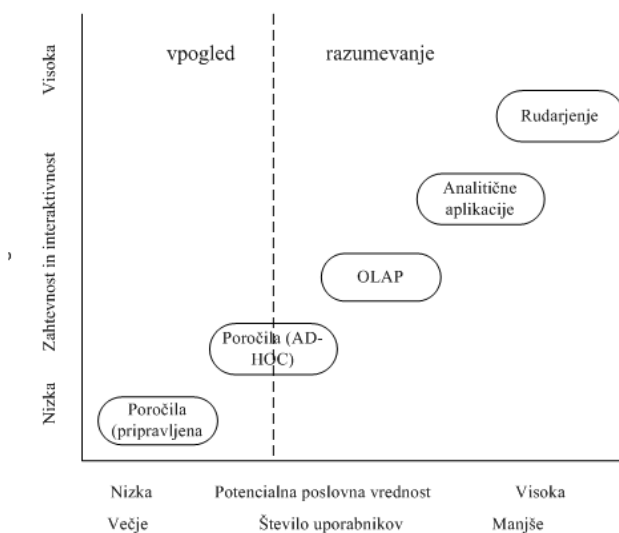 vpogled razumevanje
Visoka
Rudarjenje
Analitične
aplikacije
Zahtevnost in interaktivnost
OLAP
Poročila (AD-
HOC)
Nizka
Poročila
(pripravljena
Nizka Potencialna poslovna vrednost Visoka
Večje Število uporabnikov Manjše